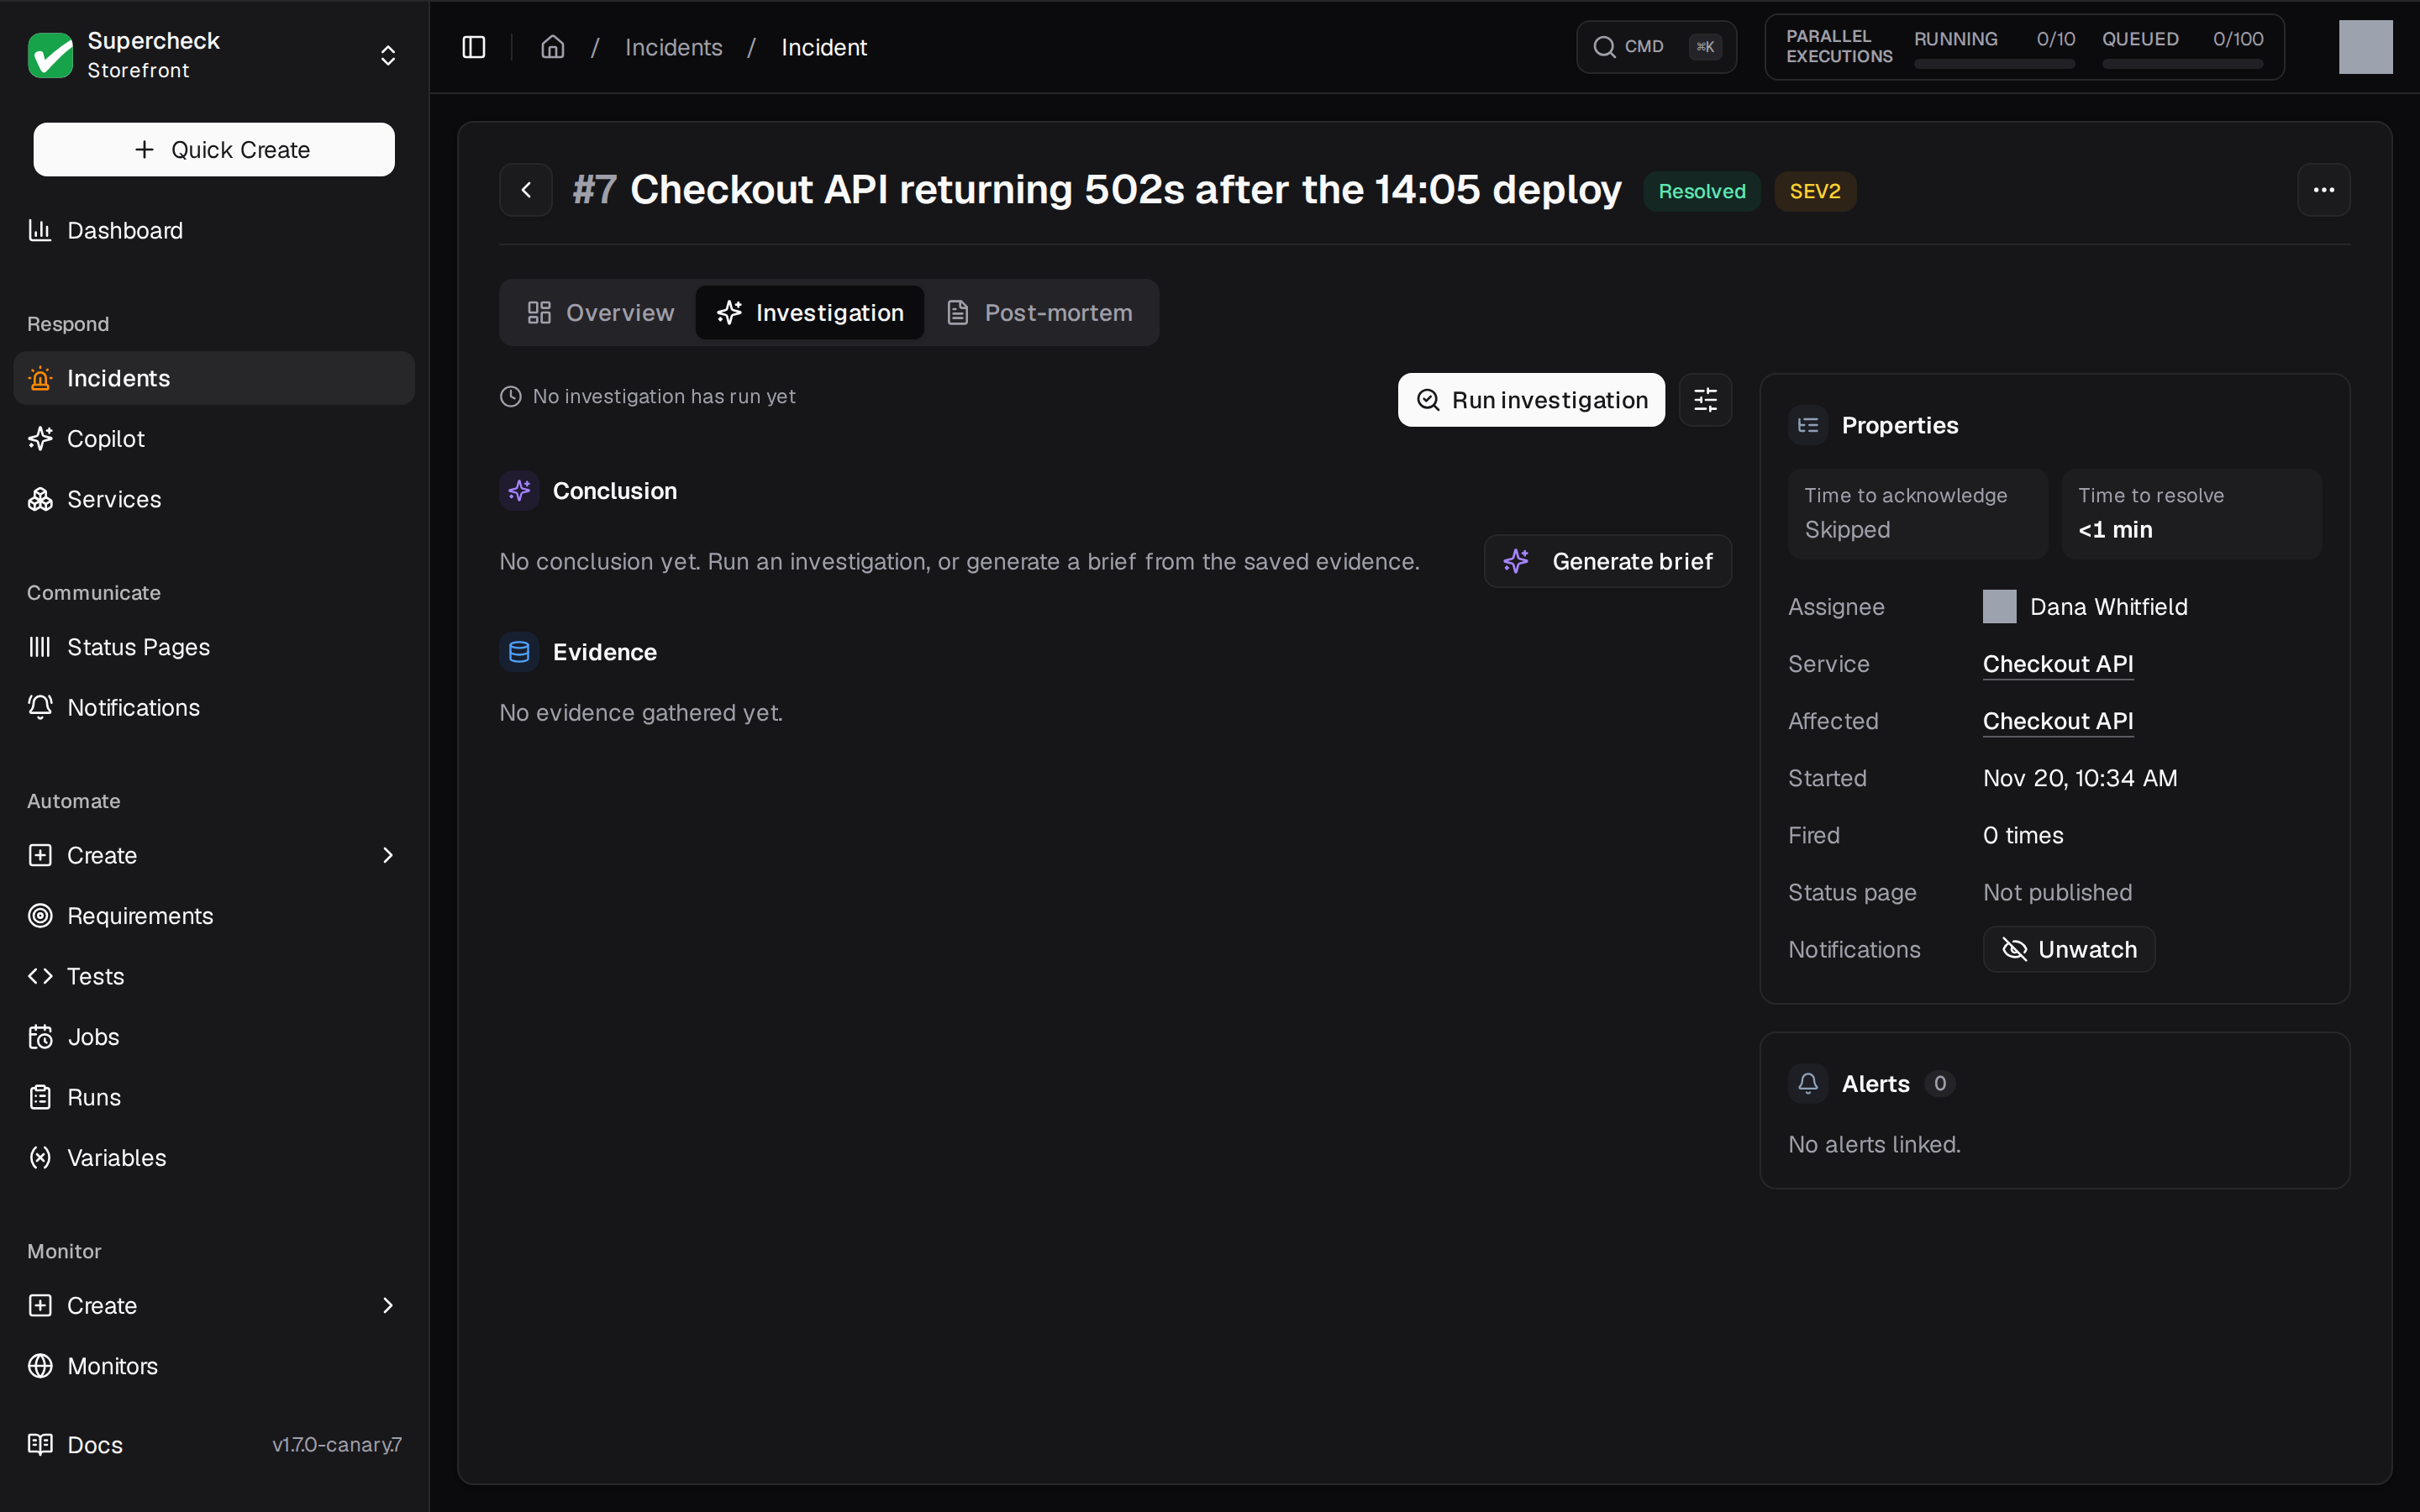 Supercheck
Storefront
Quick Create
Dashboard
Respond
Incidents
Copilot
Services
Communicate
Status Pages
Notifications
Automate
Create
Requirements
Tests
Jobs
Runs
Variables
Monitor
Create
Monitors
Docs v1.7.0-canary.7
/ Incidents / Incident
CMD ⌘K
PARALLEL EXECUTIONS
RUNNING 0/10
QUEUED 0/100
#7 Checkout API returning 502s after the 14:05 deploy Resolved SEV2
Overview Investigation Post-mortem
No investigation has run yet
Run investigation
Conclusion
No conclusion yet. Run an investigation, or generate a brief from the saved evidence.
Generate brief
Evidence
No evidence gathered yet.
Properties
Time to acknowledge
Skipped
Time to resolve
<1 min
Assignee Dana Whitfield
Service Checkout API
Affected Checkout API
Started Nov 20, 10:34 AM
Fired 0 times
Status page Not published
Notifications Unwatch
Alerts 0
No alerts linked.